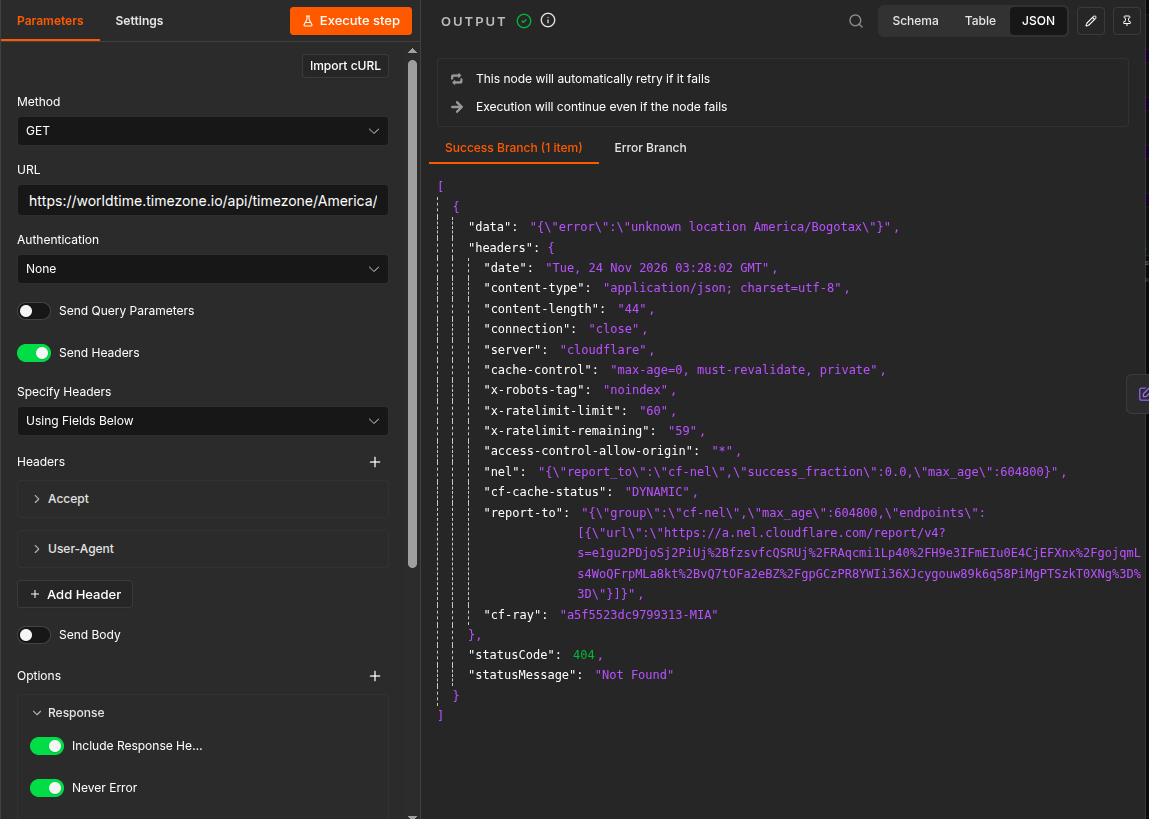 Parameters
Settings
Execute step
Import cURL
Method
GET
URL
https://worldtime.timezone.io/api/timezone/America/
Authentication
None
Send Query Parameters
Send Headers
Specify Headers
Using Fields Below
Headers
Accept
User-Agent
Add Header
Send Body
Options
Response
Include Response He...
Never Error
OUTPUT
Schema
Table
JSON
This node will automatically retry if it fails
Execution will continue even if the node fails
Success Branch (1 item)
Error Branch
[
{
"data": "{\"error\":\"unknown location America/Bogotax\"}",
"headers": {
"date": "Tue, 24 Nov 2026 03:28:02 GMT",
"content-type": "application/json; charset=utf-8",
"content-length": "44",
"connection": "close",
"server": "cloudflare",
"cache-control": "max-age=0, must-revalidate, private",
"x-robots-tag": "noindex",
"x-ratelimit-limit": "60",
"x-ratelimit-remaining": "59",
"access-control-allow-origin": "*",
"nel": "{\"report_to\":\"cf-nel\",\"success_fraction\":0.0,\"max_age\":604800}",
"cf-cache-status": "DYNAMIC",
"report-to": "{\"group\":\"cf-nel\",\"max_age\":604800,\"endpoints\":
[{\"url\":\"https://a.nel.cloudflare.com/report/v4?
s=e1gu2PDjoSj2PiUj%2BfzsvfcQSRUj%2FRAqcmi1Lp40%2FH9e3IFmEIu0E4CjEFXnx%2FgojqmL
s4WoQFrpMLa8kt%2BvQ7tOFa2eBZ%2FgpGCzPR8YWIi36XJcygouw89k6q58PiMgPTSzkT0XNg%3D%
3D\"}]}",
"cf-ray": "a5f5523dc9799313-MIA"
},
"statusCode": 404,
"statusMessage": "Not Found"
}
]